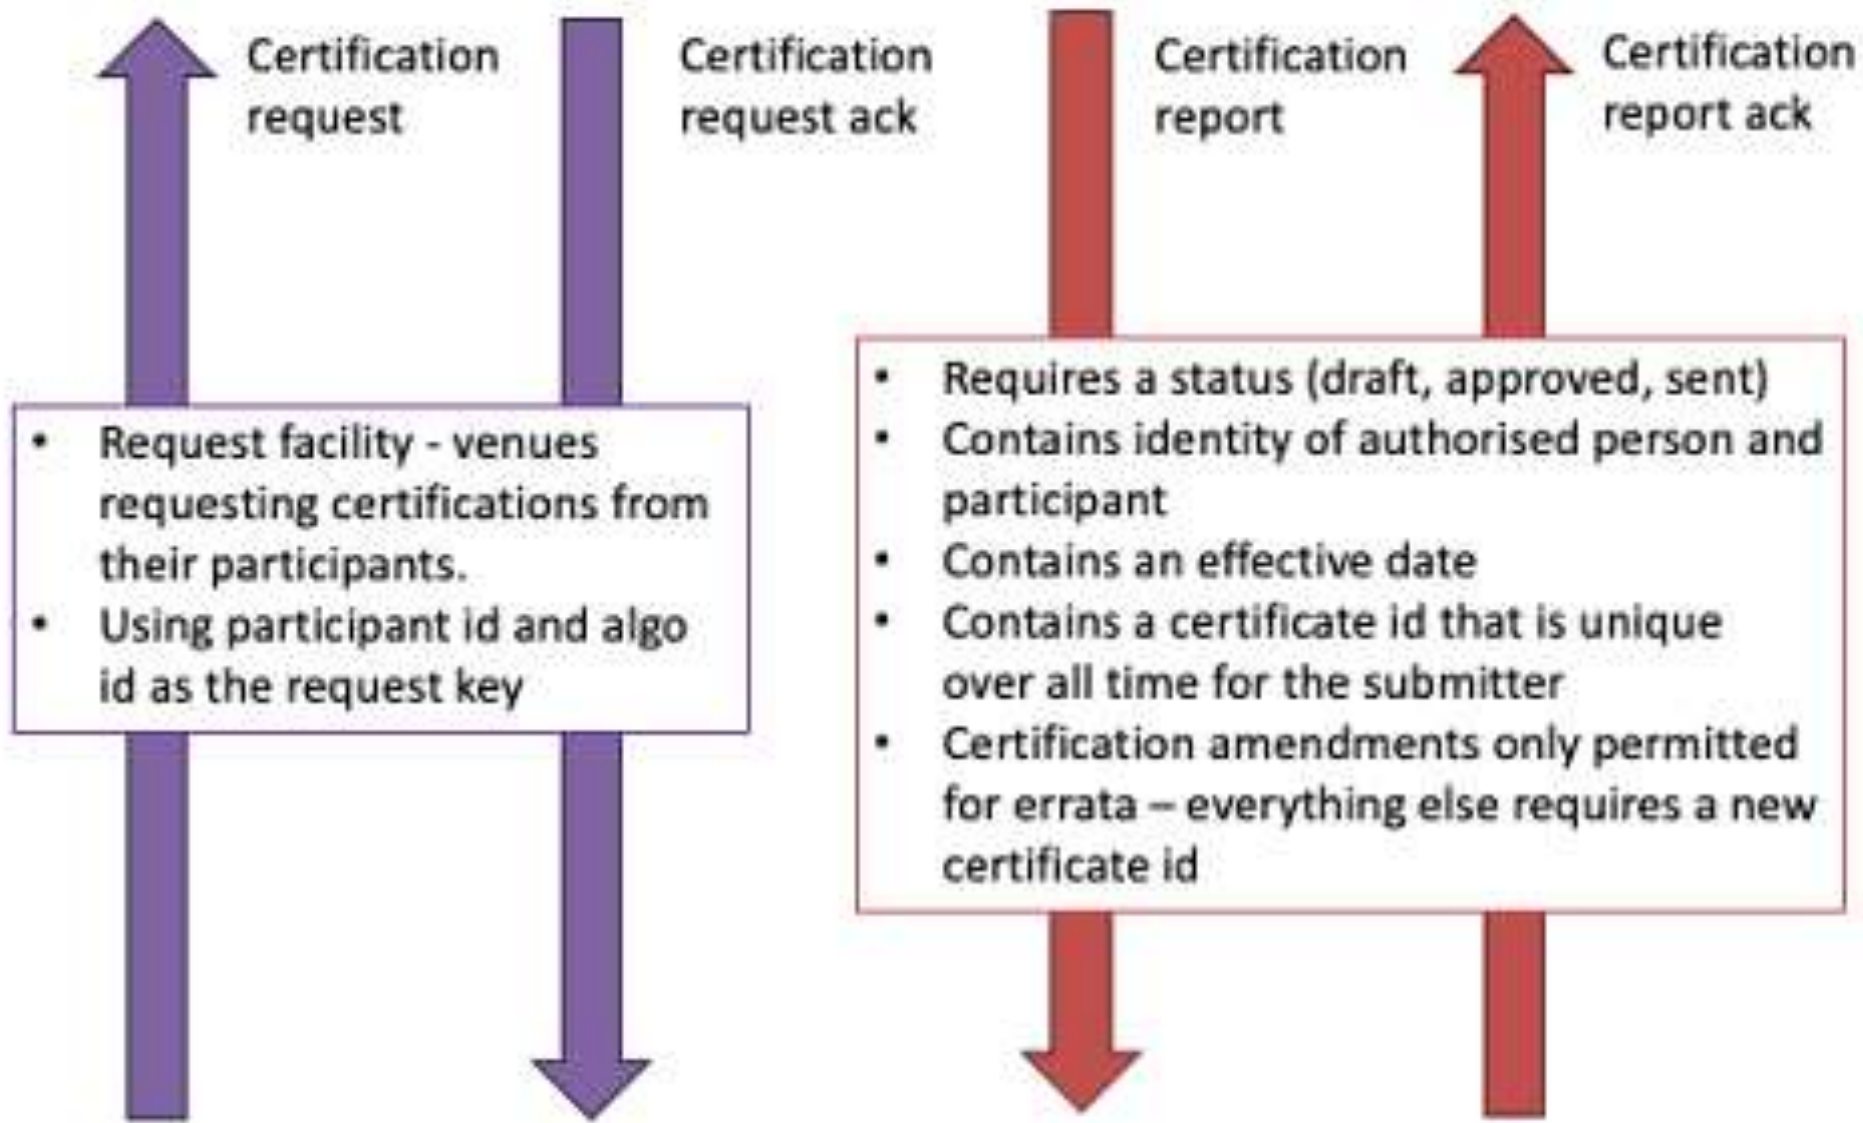 Certification
request
Certification
request ack
Certification
report
Certification
report ack
• Request facility - venues
requesting certifications from
their participants.
• Using participant id and algo
id as the request key
• Requires a status (draft, approved, sent)
• Contains identity of authorised person and
participant
• Contains an effective date
• Contains a certificate id that is unique
over all time for the submitter
• Certification amendments only permitted
for errata – everything else requires a new
certificate id